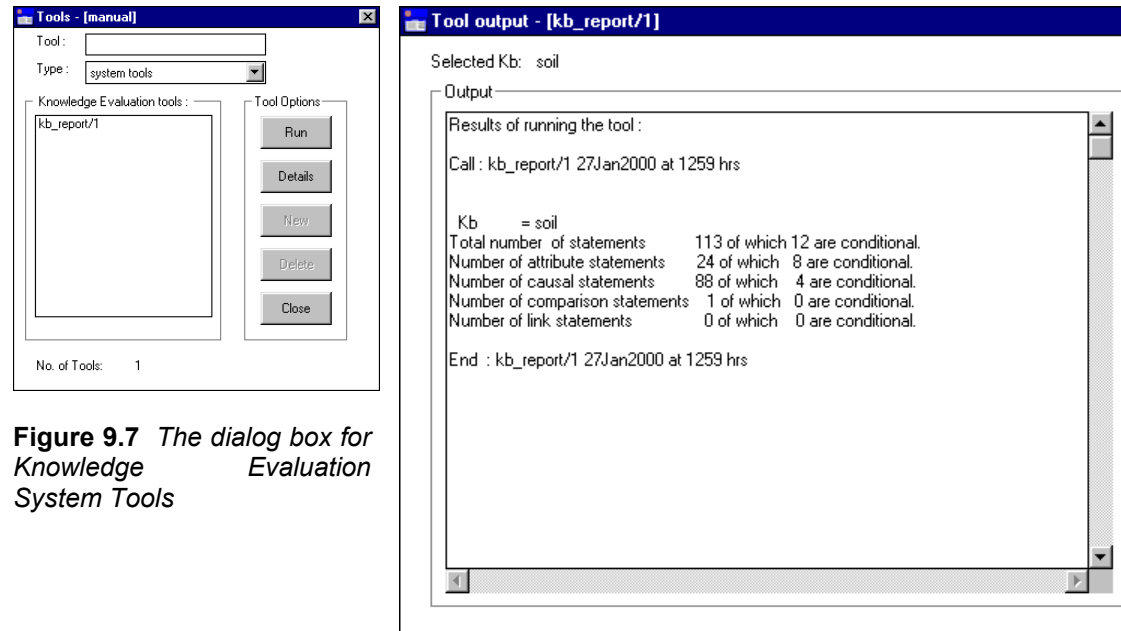 Tools - [manual]
Tool :
Type : system tools
Knowledge Evaluation tools :
kb_report/1
Tool Options
Run
Details
New
Delete
Close
No. of Tools: 1
Figure 9.7 The dialog box for
Knowledge Evaluation
System Tools
Tool output - [kb_report/1]
Selected Kb: soil
Output
Results of running the tool :
Call : kb_report/1 27Jan2000 at 1259 hrs
Kb = soil
Total number of statements 113 of which 12 are conditional.
Number of attribute statements 24 of which 8 are conditional.
Number of causal statements 88 of which 4 are conditional.
Number of comparison statements 1 of which 0 are conditional.
Number of link statements 0 of which 0 are conditional.
End : kb_report/1 27Jan2000 at 1259 hrs